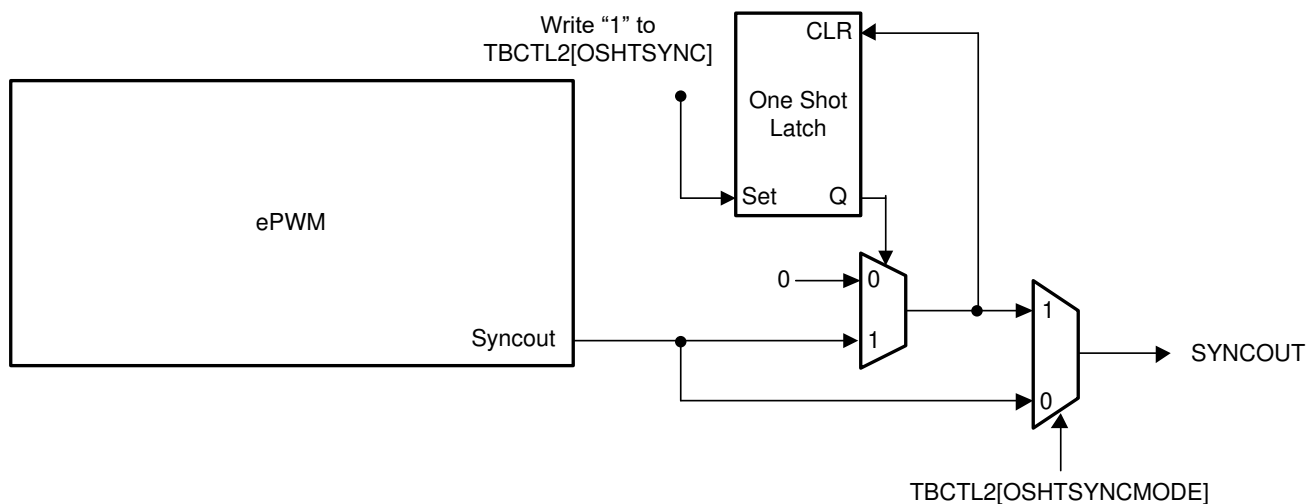 Write “1” to
TBCTL2[OSHTSYNC]
CLR
One Shot
Latch
Set
Q
ePWM
0
0
Syncout
1
1
SYNCOUT
0
TBCTL2[OSHTSYNCMODE]